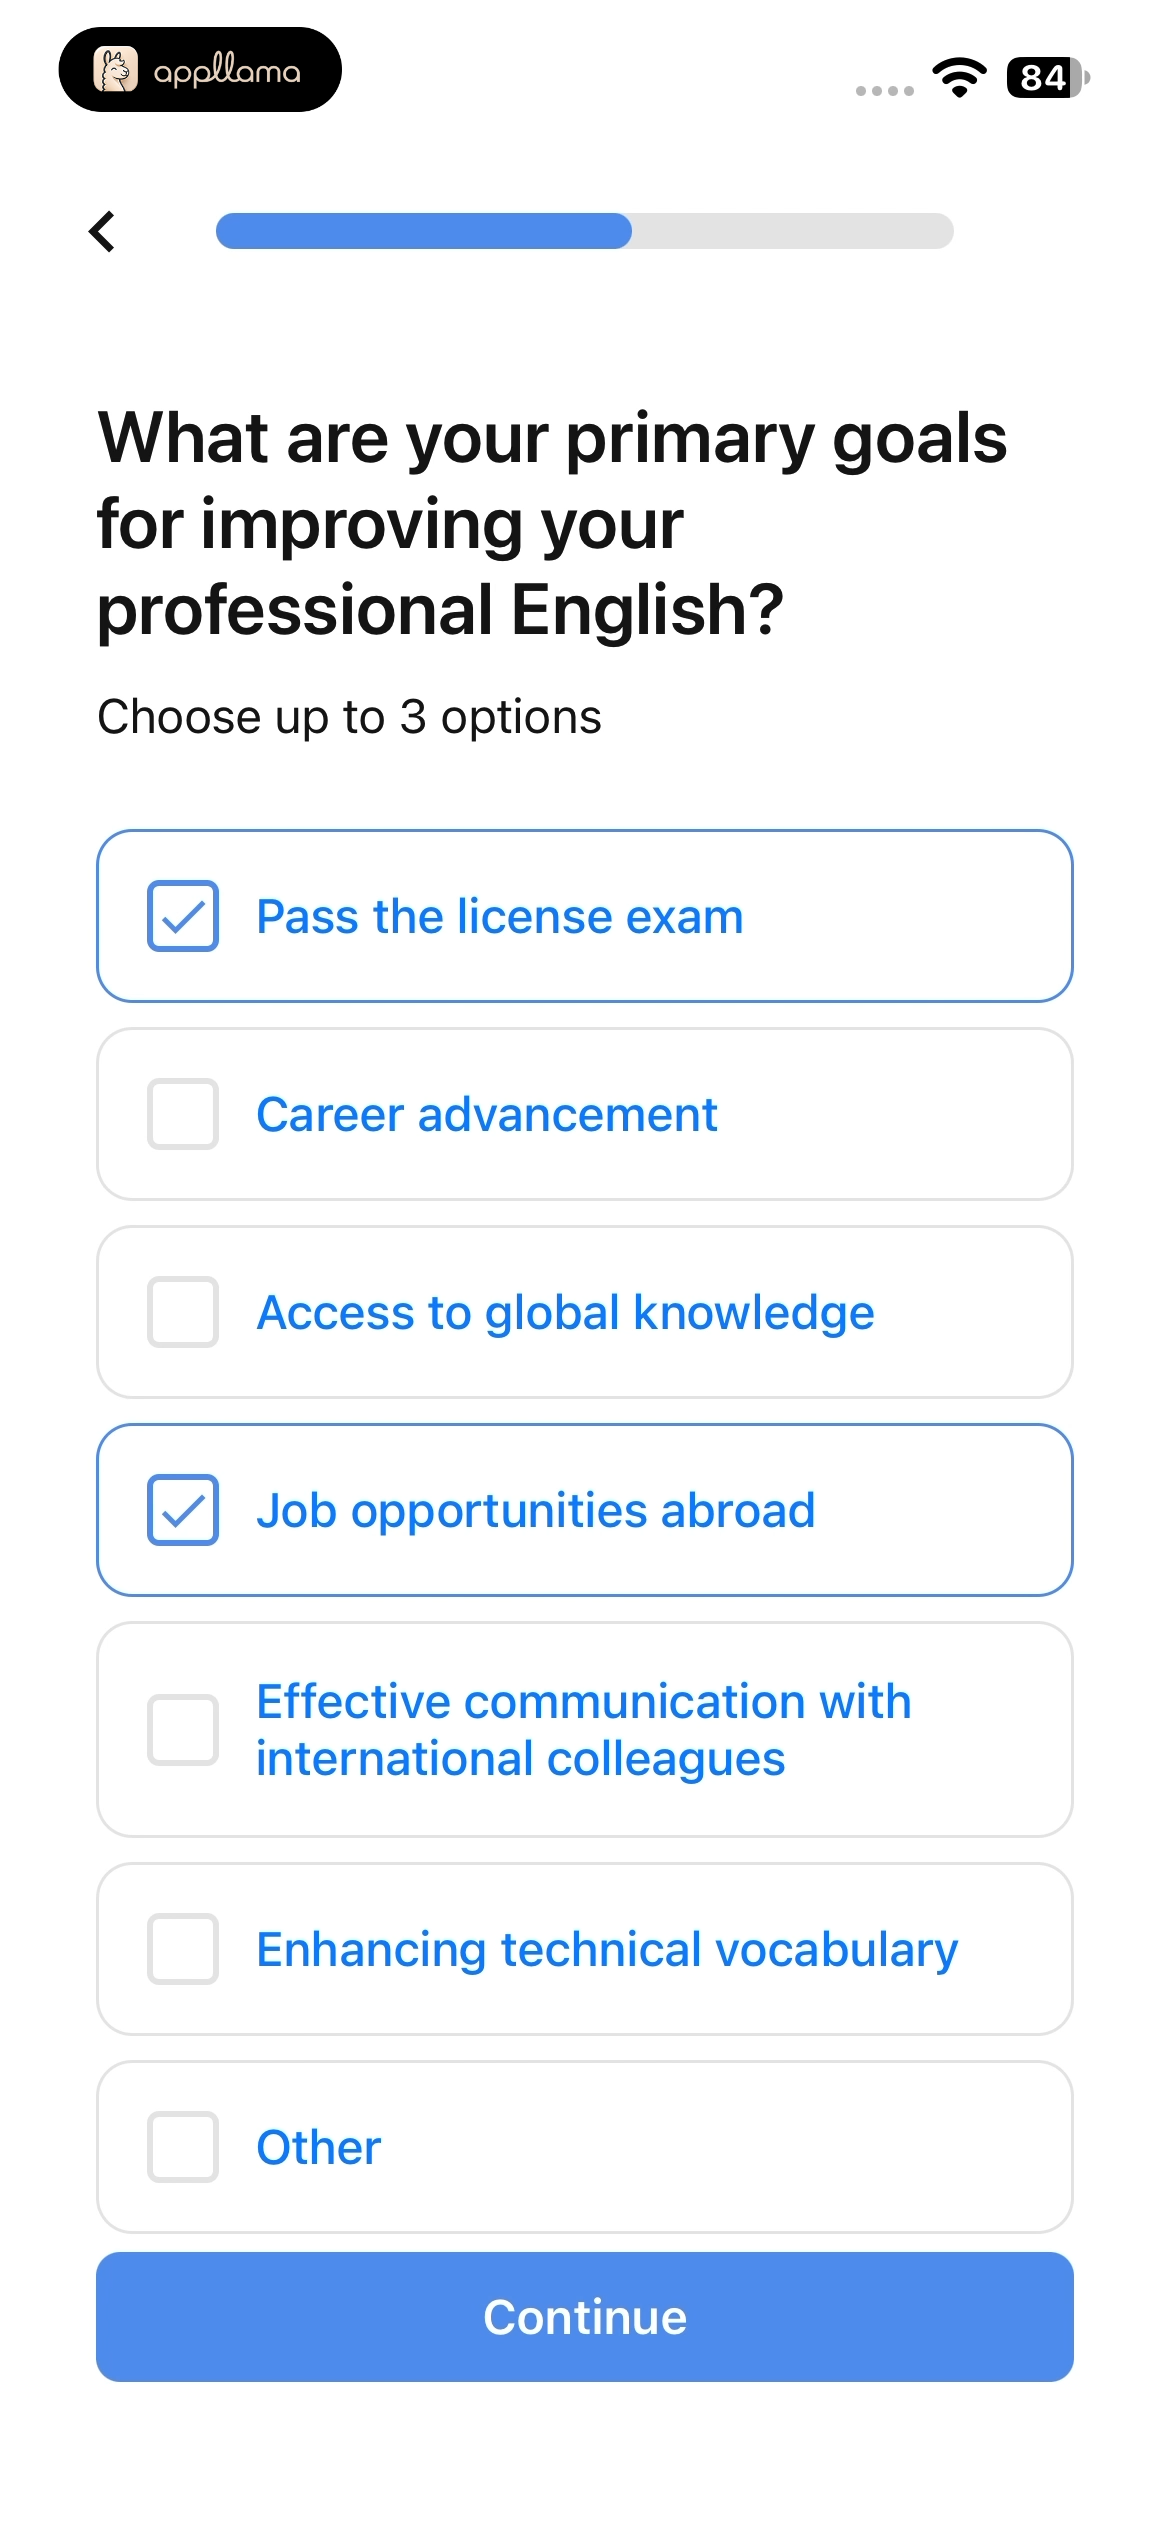 appllama
84
What are your primary goals
for improving your
professional English?
Choose up to 3 options
Pass the license exam
Career advancement
Access to global knowledge
Job opportunities abroad
Effective communication with
international colleagues
Enhancing technical vocabulary
Other
Continue